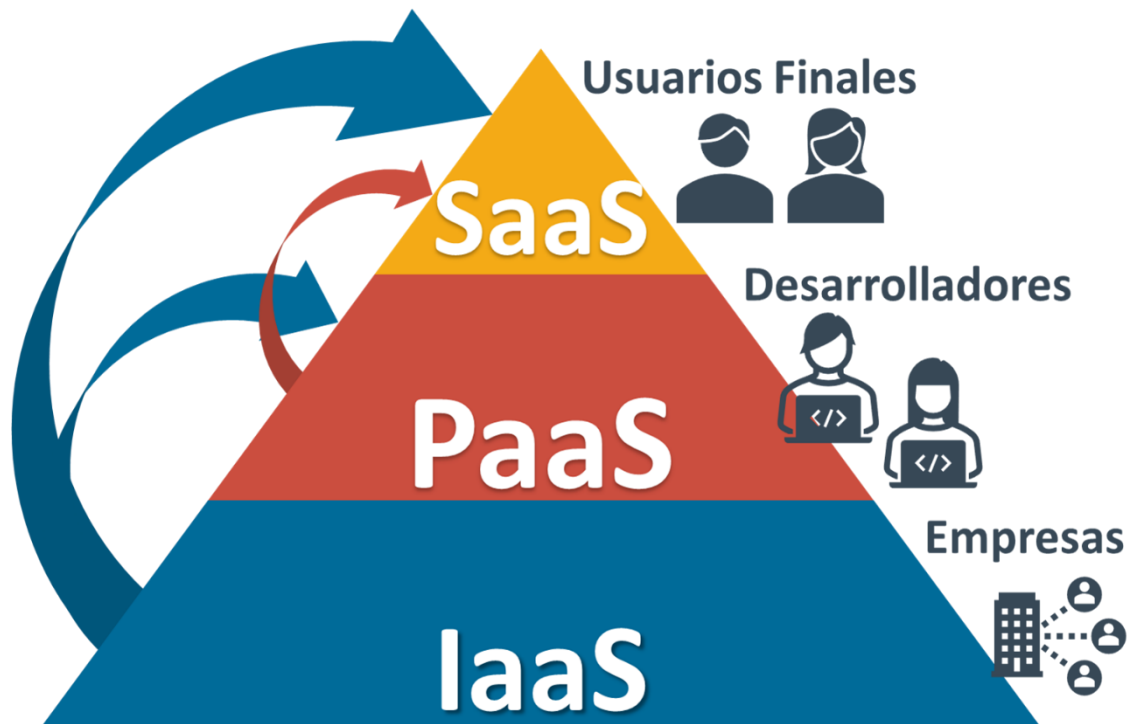 Usuarios Finales
SaaS
Desarrolladores
</>
</>
PaaS
Empresas
IaaS